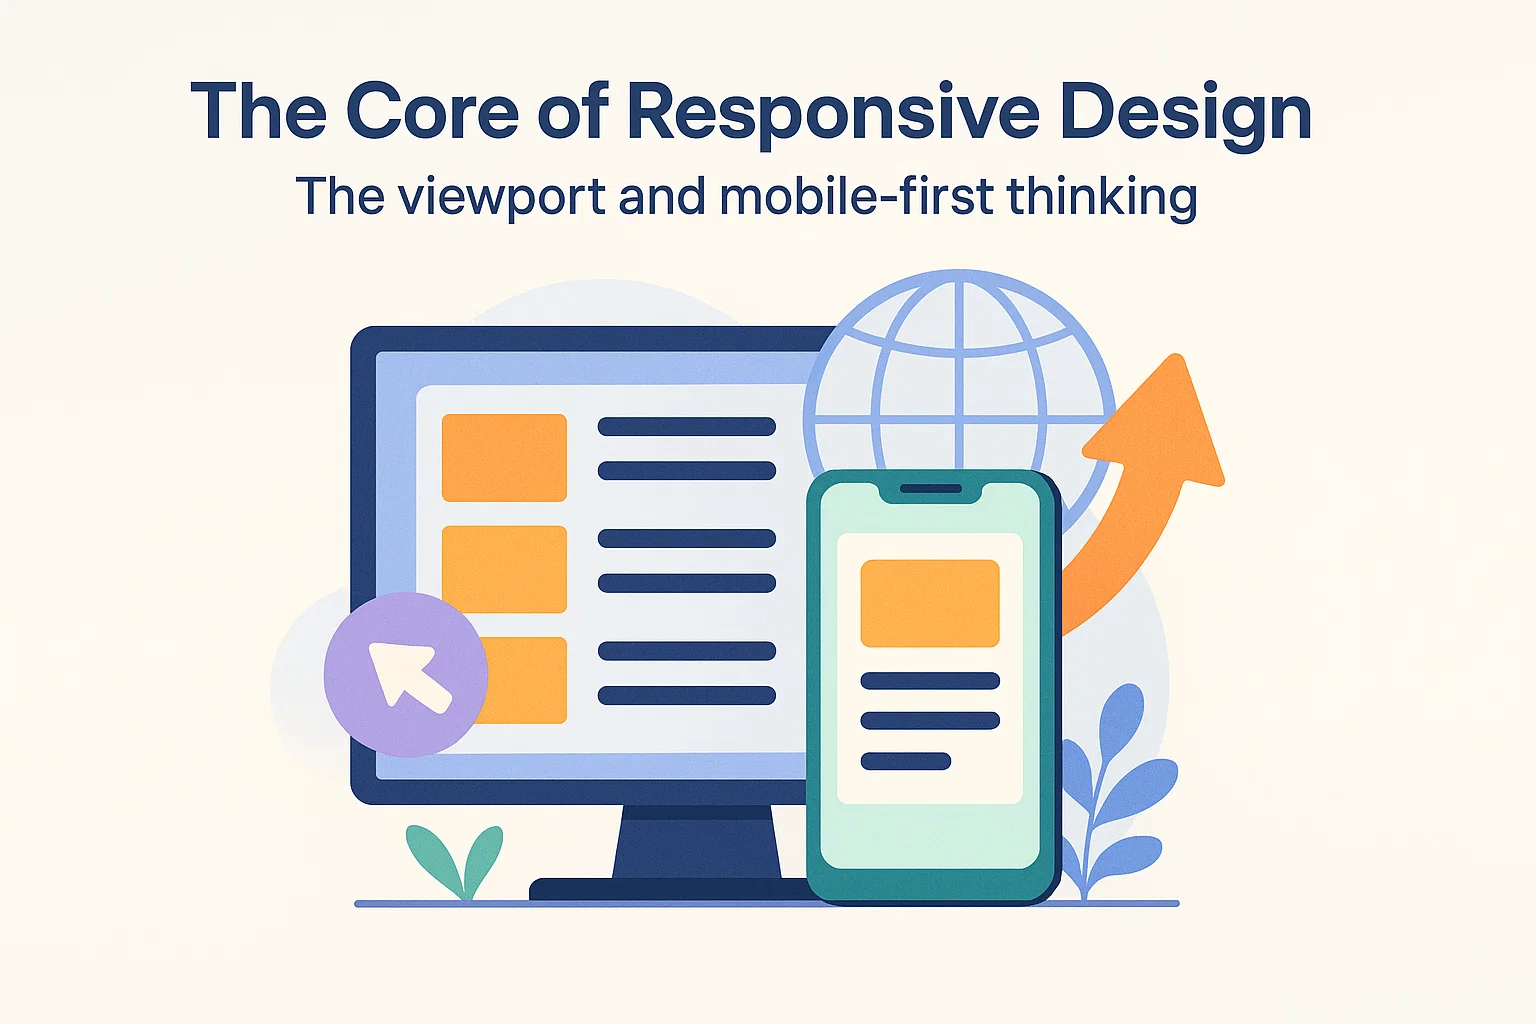 The Core of Responsive Design
The viewport and mobile-first thinking